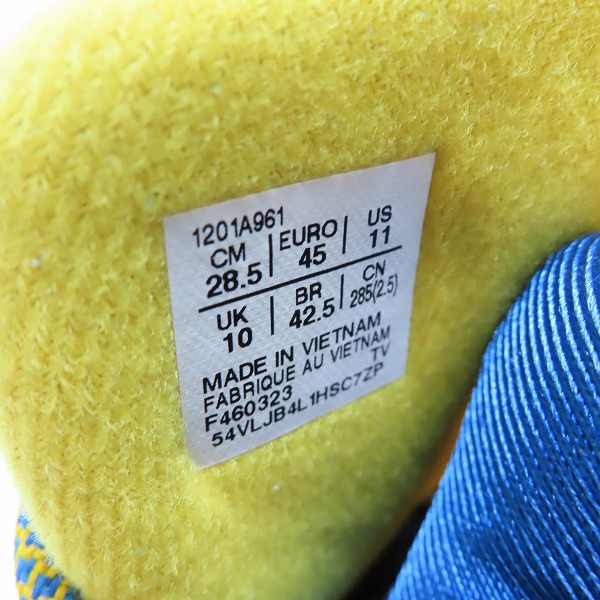 1201A961
CM EURO US
28.5 45 11
UK BR CN
10 42.5 285(2.5)
MADE IN VIETNAM
FABRIQUE AU VIETNAM
F460323 TV
54VLJB4L1HSC7ZP